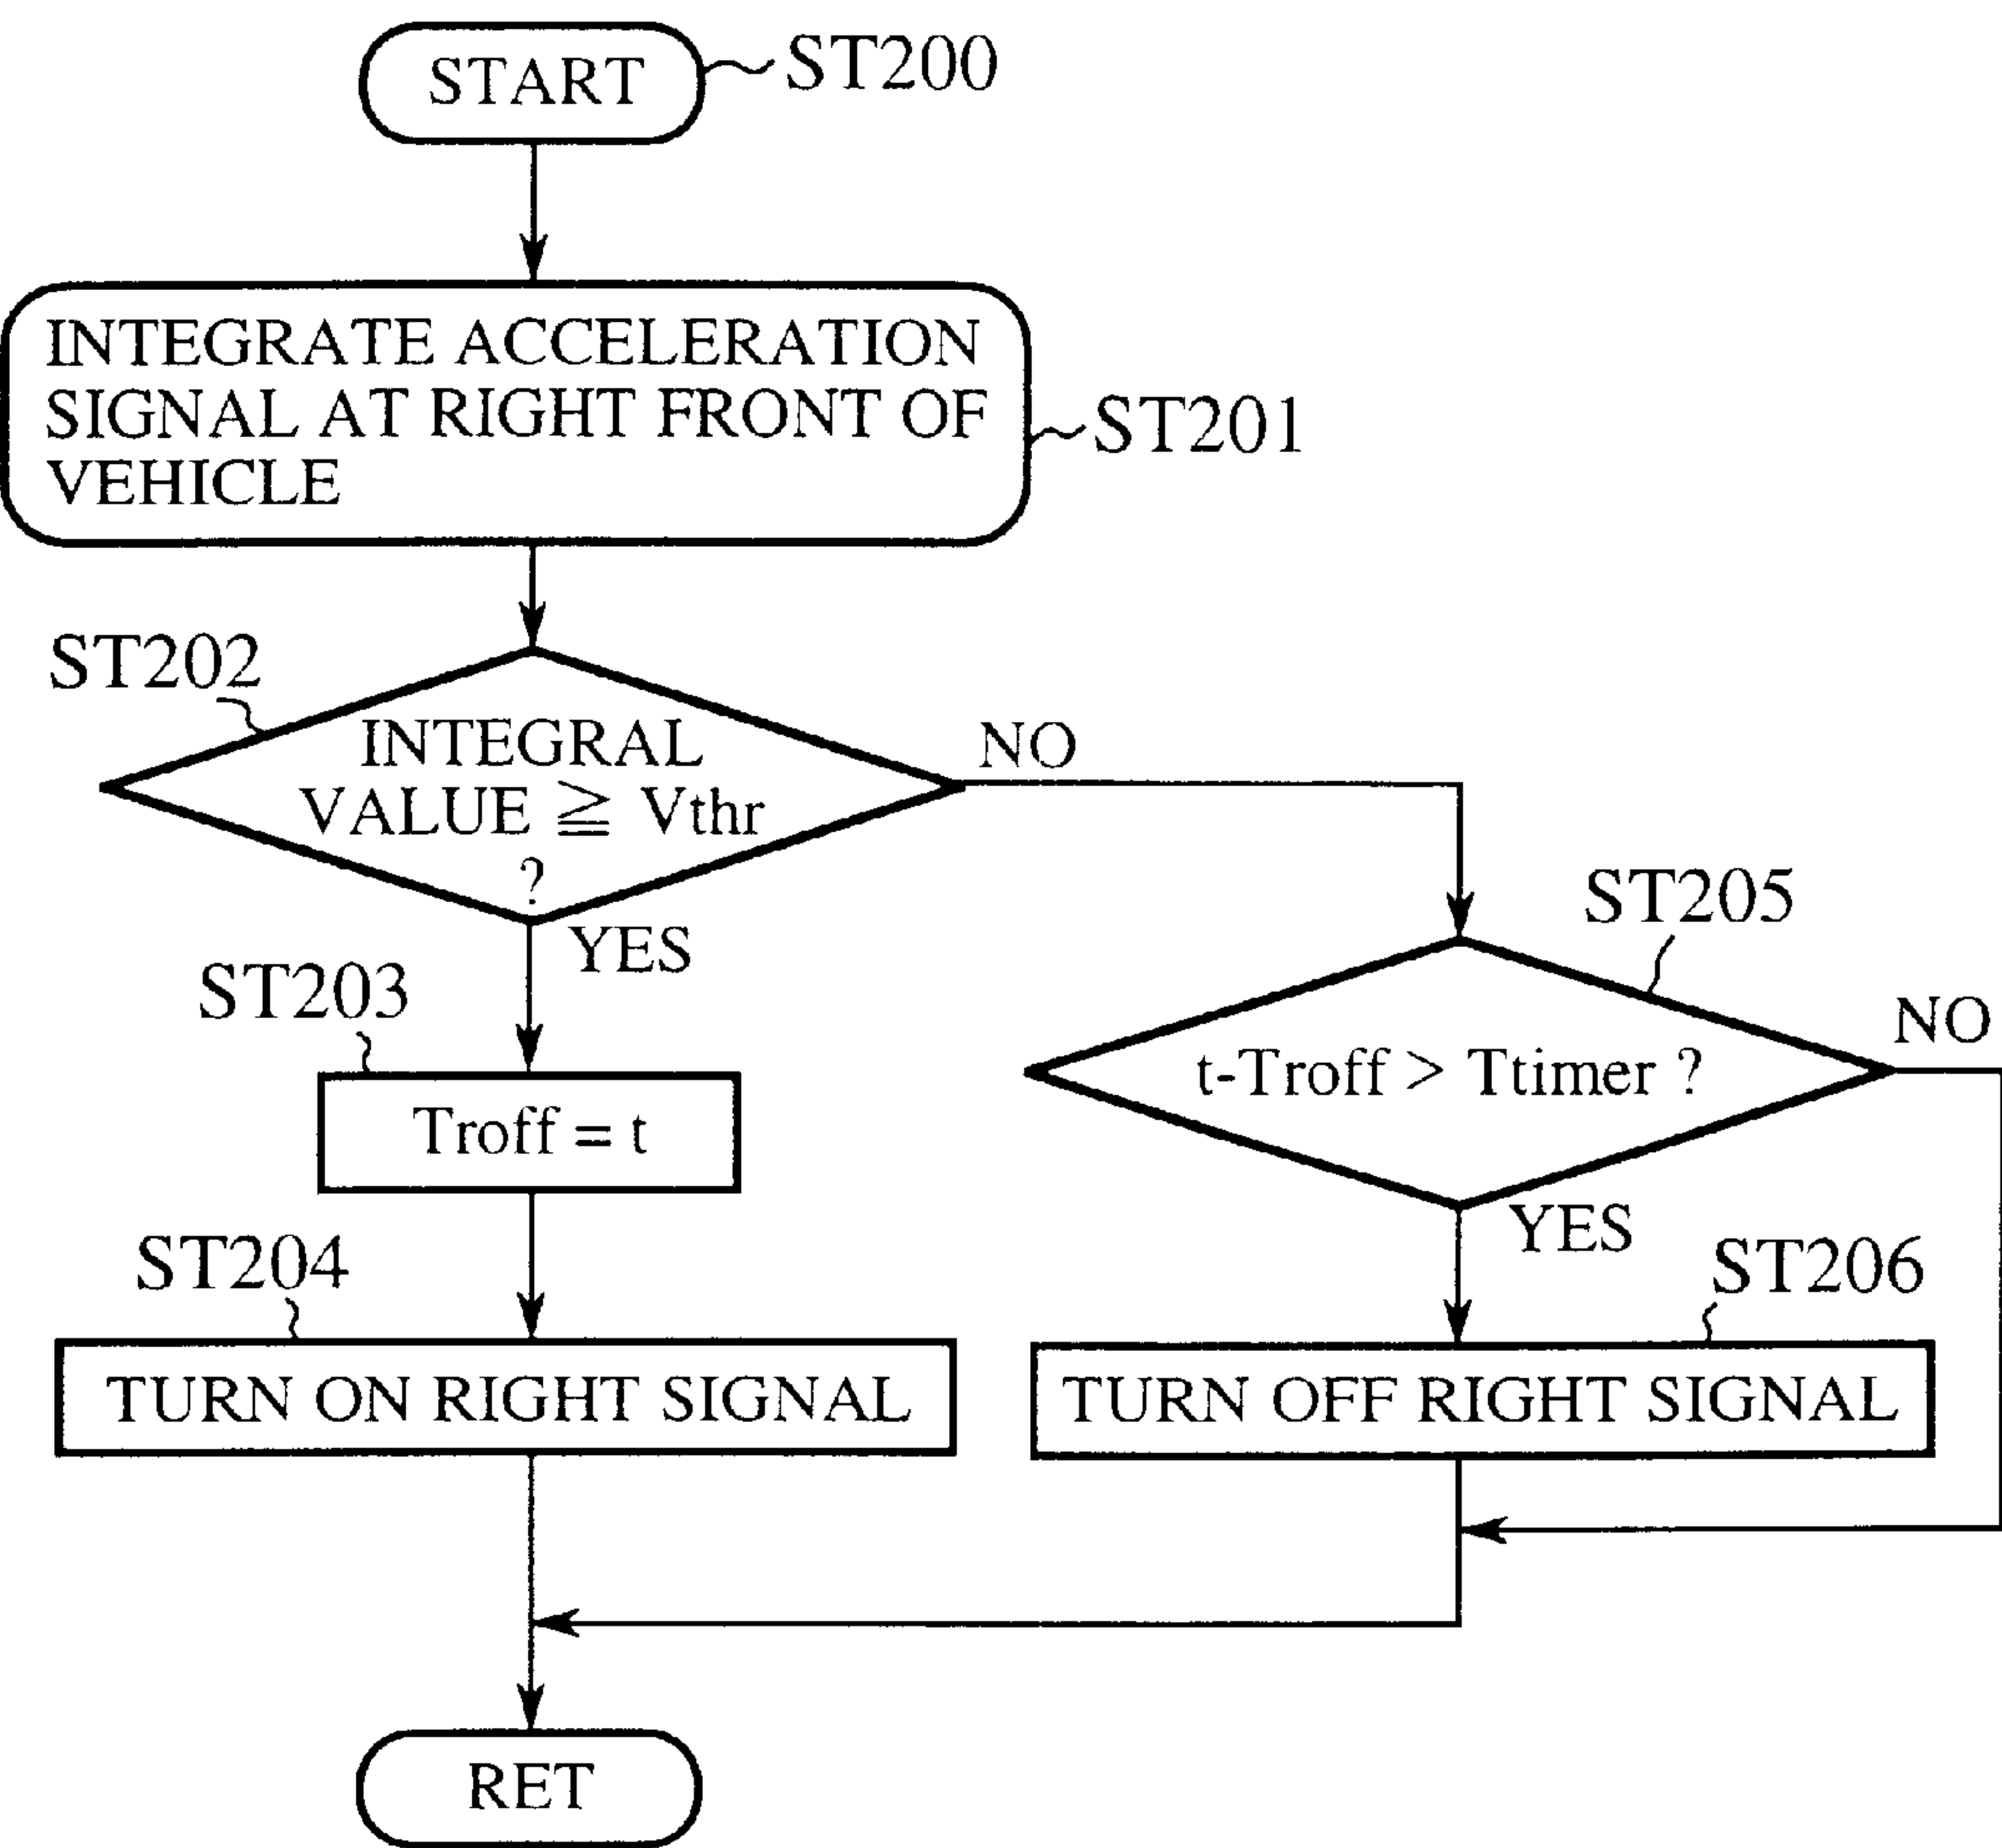 START
ST200
INTEGRATE ACCELERATION
SIGNAL AT RIGHT FRONT OF
VEHICLE
ST201
ST202
INTEGRAL
VALUE ≧ Vthr
?
NO
YES
ST203
Troff = t
ST204
TURN ON RIGHT SIGNAL
ST205
t-Troff > Ttimer ?
NO
YES
ST206
TURN OFF RIGHT SIGNAL
RET